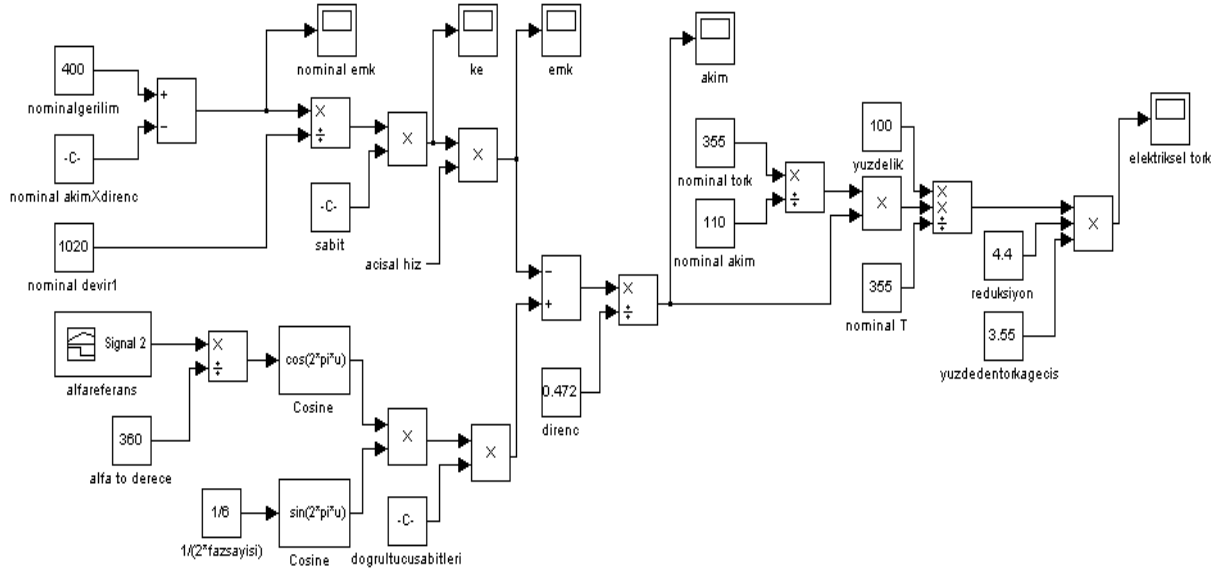 nominal emk
ke
emk
akim
400
nominalgerilim
+
−
×
÷
×
×
-C-
nominal akimXdirenc
-C-
sabit
1020
nominal devir1
acisal hiz
355
nominal tork
110
nominal akim
×
÷
100
yuzdelik
×
×
×
÷
355
nominal T
4.4
reduksiyon
3.55
yuzdedentorkagecis
×
elektriksel tork
−
+
×
÷
0.472
direnc
Signal 2
alfareferans
×
÷
360
alfa to derece
cos(2*pi*u)
Cosine
1/6
1/(2*fazsayisi)
sin(2*pi*u)
Cosine
×
×
-C-
dogrultucusabitleri